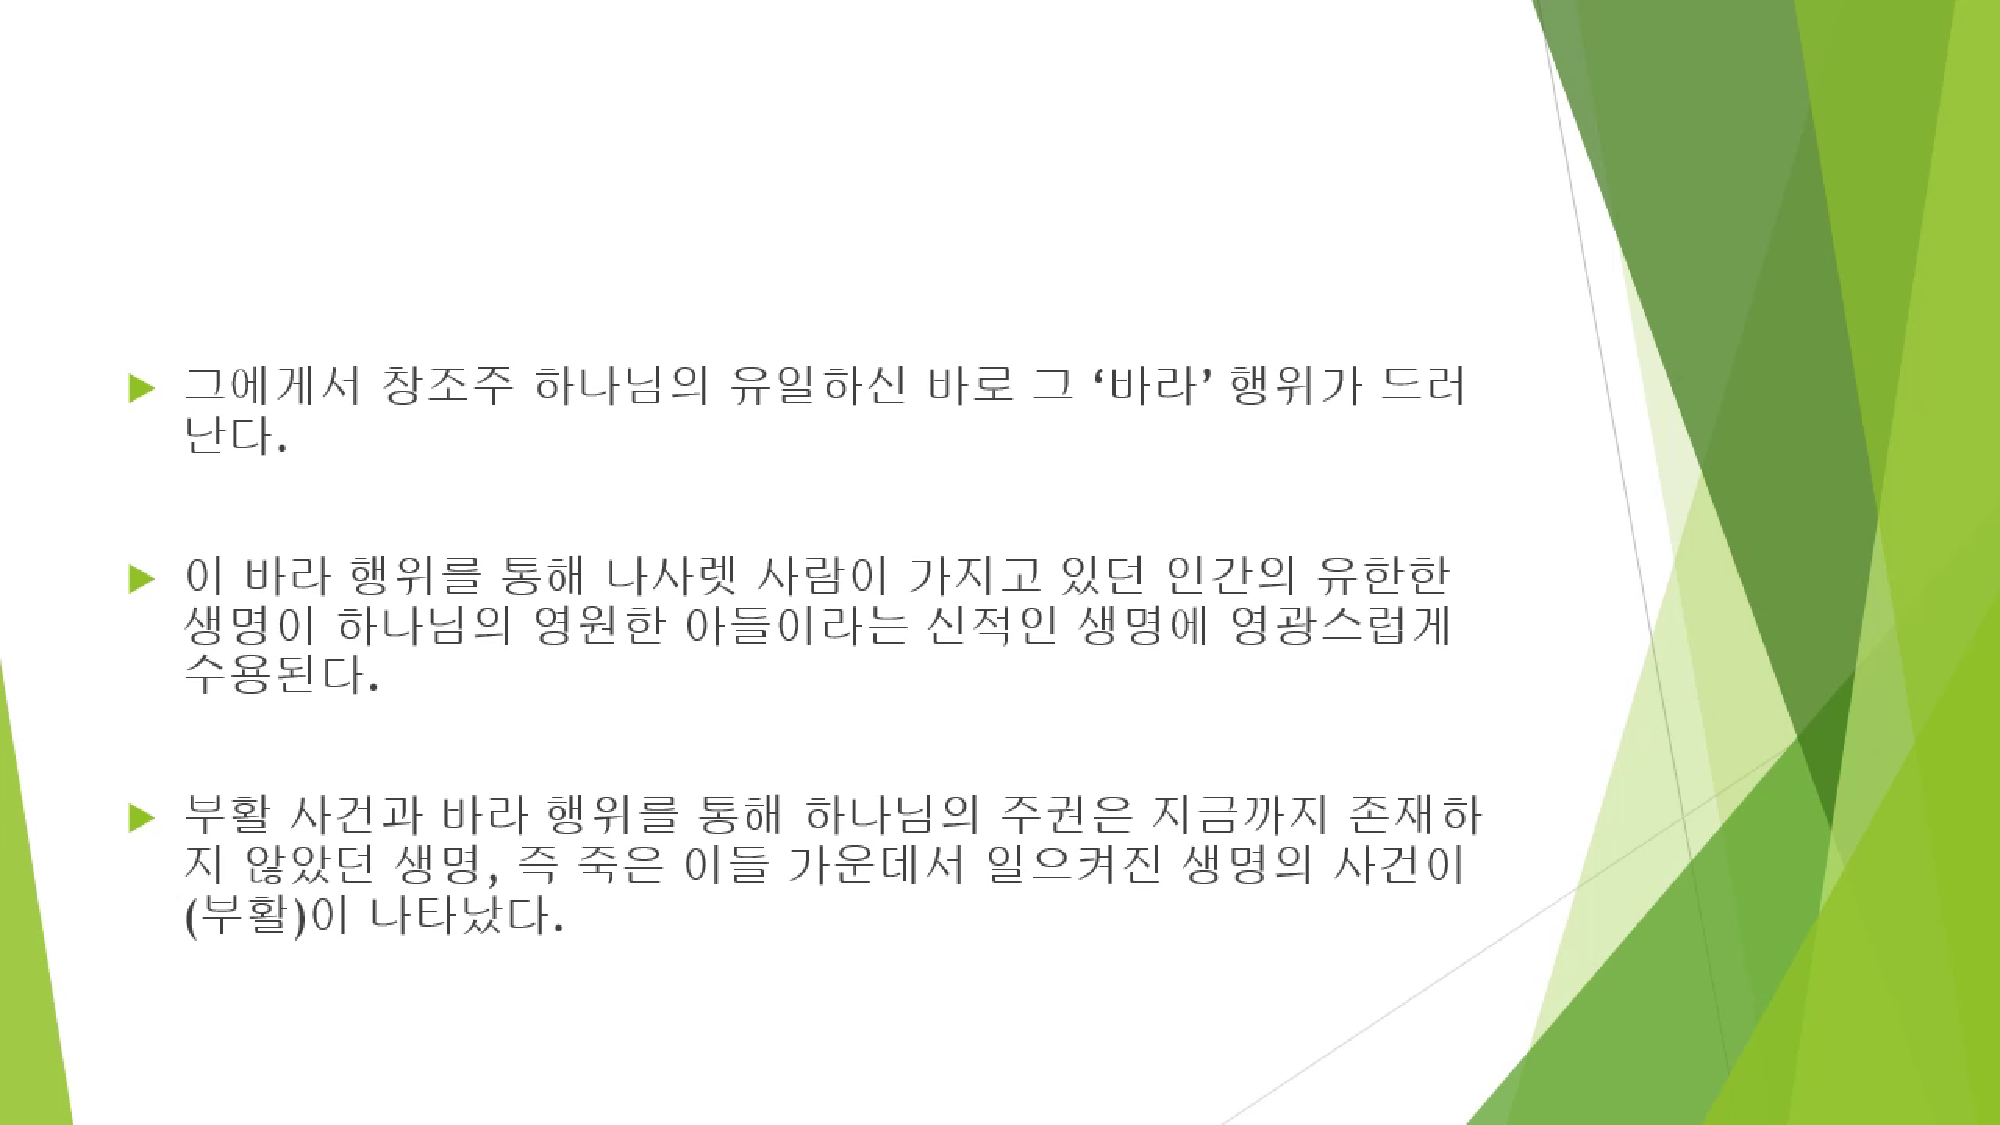 그에게서 창조주 하나님의 유일하신 바로 그 ‘바라’ 행위가 드러
난다.
이 바라 행위를 통해 나사렛 사람이 가지고 있던 인간의 유한한
생명이 하나님의 영원한 아들이라는 신적인 생명에 영광스럽게
수용된다.
부활 사건과 바라 행위를 통해 하나님의 주권은 지금까지 존재하
지 않았던 생명, 즉 죽은 이들 가운데서 일으켜진 생명의 사건이
(부활)이 나타났다.